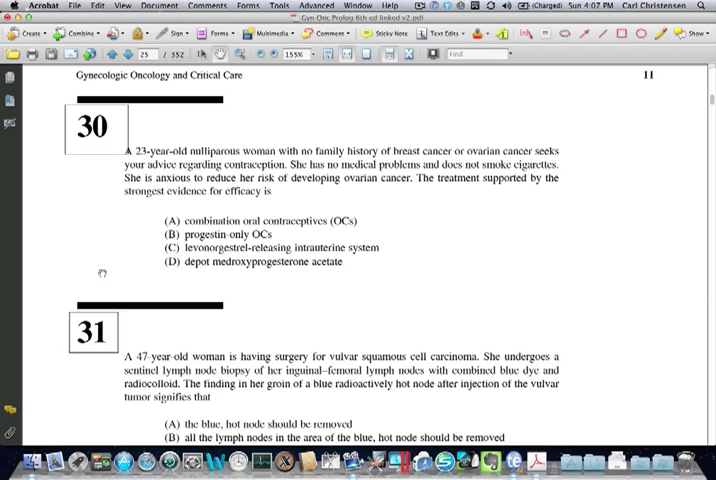 Acrobat File Edit View Document Comments Forms Tools Advanced Window Help (Charged) Sun 4:07 PM Carl Christensen
Gyn Onc Prolog 6th ed linked v2.pdf
Create Combine Sign Forms Multimedia Comment Sticky Note Text Edits Show
25 / 352 155% Find
Gynecologic Oncology and Critical Care 11
30
A 23-year-old nulliparous woman with no family history of breast cancer or ovarian cancer seeks
your advice regarding contraception. She has no medical problems and does not smoke cigarettes.
She is anxious to reduce her risk of developing ovarian cancer. The treatment supported by the
strongest evidence for efficacy is
(A) combination oral contraceptives (OCs)
(B) progestin-only OCs
(C) levonorgestrel-releasing intrauterine system
(D) depot medroxyprogesterone acetate
31
A 47-year-old woman is having surgery for vulvar squamous cell carcinoma. She undergoes a
sentinel lymph node biopsy of her inguinal–femoral lymph nodes with combined blue dye and
radiocolloid. The finding in her groin of a blue radioactively hot node after injection of the vulvar
tumor signifies that
(A) the blue, hot node should be removed
(B) all the lymph nodes in the area of the blue, hot node should be removed